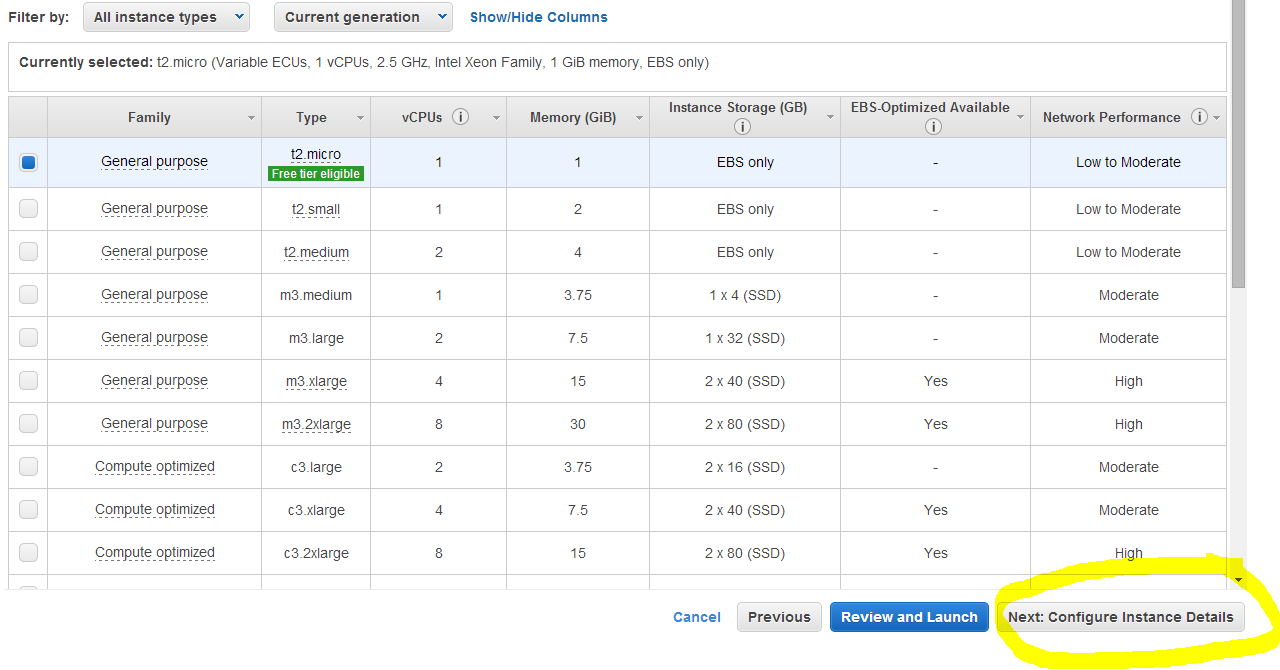 Filter by: All instance types Current generation Show/Hide Columns
Currently selected: t2.micro (Variable ECUs, 1 vCPUs, 2.5 GHz, Intel Xeon Family, 1 GiB memory, EBS only)
Family Type vCPUs i Memory (GiB) Instance Storage (GB) i EBS-Optimized Available i Network Performance i
General purpose t2.micro 1 1 EBS only - Low to Moderate
Free tier eligible
General purpose t2.small 1 2 EBS only - Low to Moderate
General purpose t2.medium 2 4 EBS only - Low to Moderate
General purpose m3.medium 1 3.75 1 x 4 (SSD) - Moderate
General purpose m3.large 2 7.5 1 x 32 (SSD) - Moderate
General purpose m3.xlarge 4 15 2 x 40 (SSD) Yes High
General purpose m3.2xlarge 8 30 2 x 80 (SSD) Yes High
Compute optimized c3.large 2 3.75 2 x 16 (SSD) - Moderate
Compute optimized c3.xlarge 4 7.5 2 x 40 (SSD) Yes Moderate
Compute optimized c3.2xlarge 8 15 2 x 80 (SSD) Yes High
Cancel Previous Review and Launch Next: Configure Instance Details